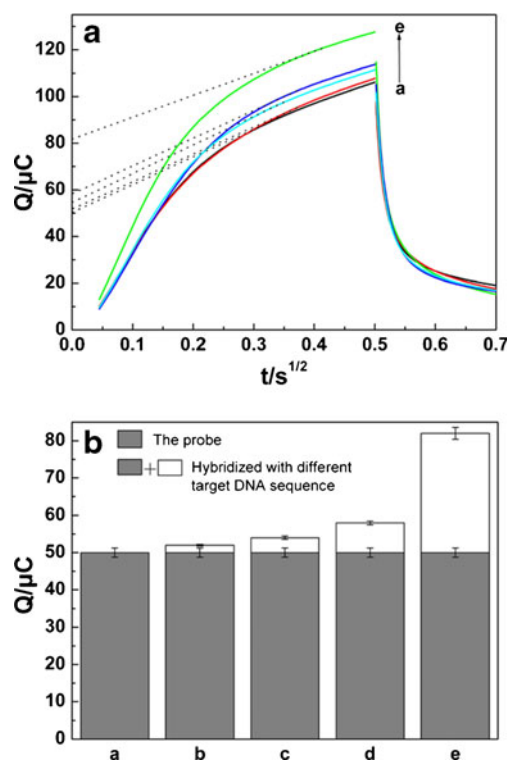 a
e
a
Q/μC
120
100
80
60
40
20
0
0.0 0.1 0.2 0.3 0.4 0.5 0.6 0.7
t/s1/2
b
The probe
+ Hybridized with different
target DNA sequence
Q/μC
80
70
60
50
40
30
20
10
0
a b c d e